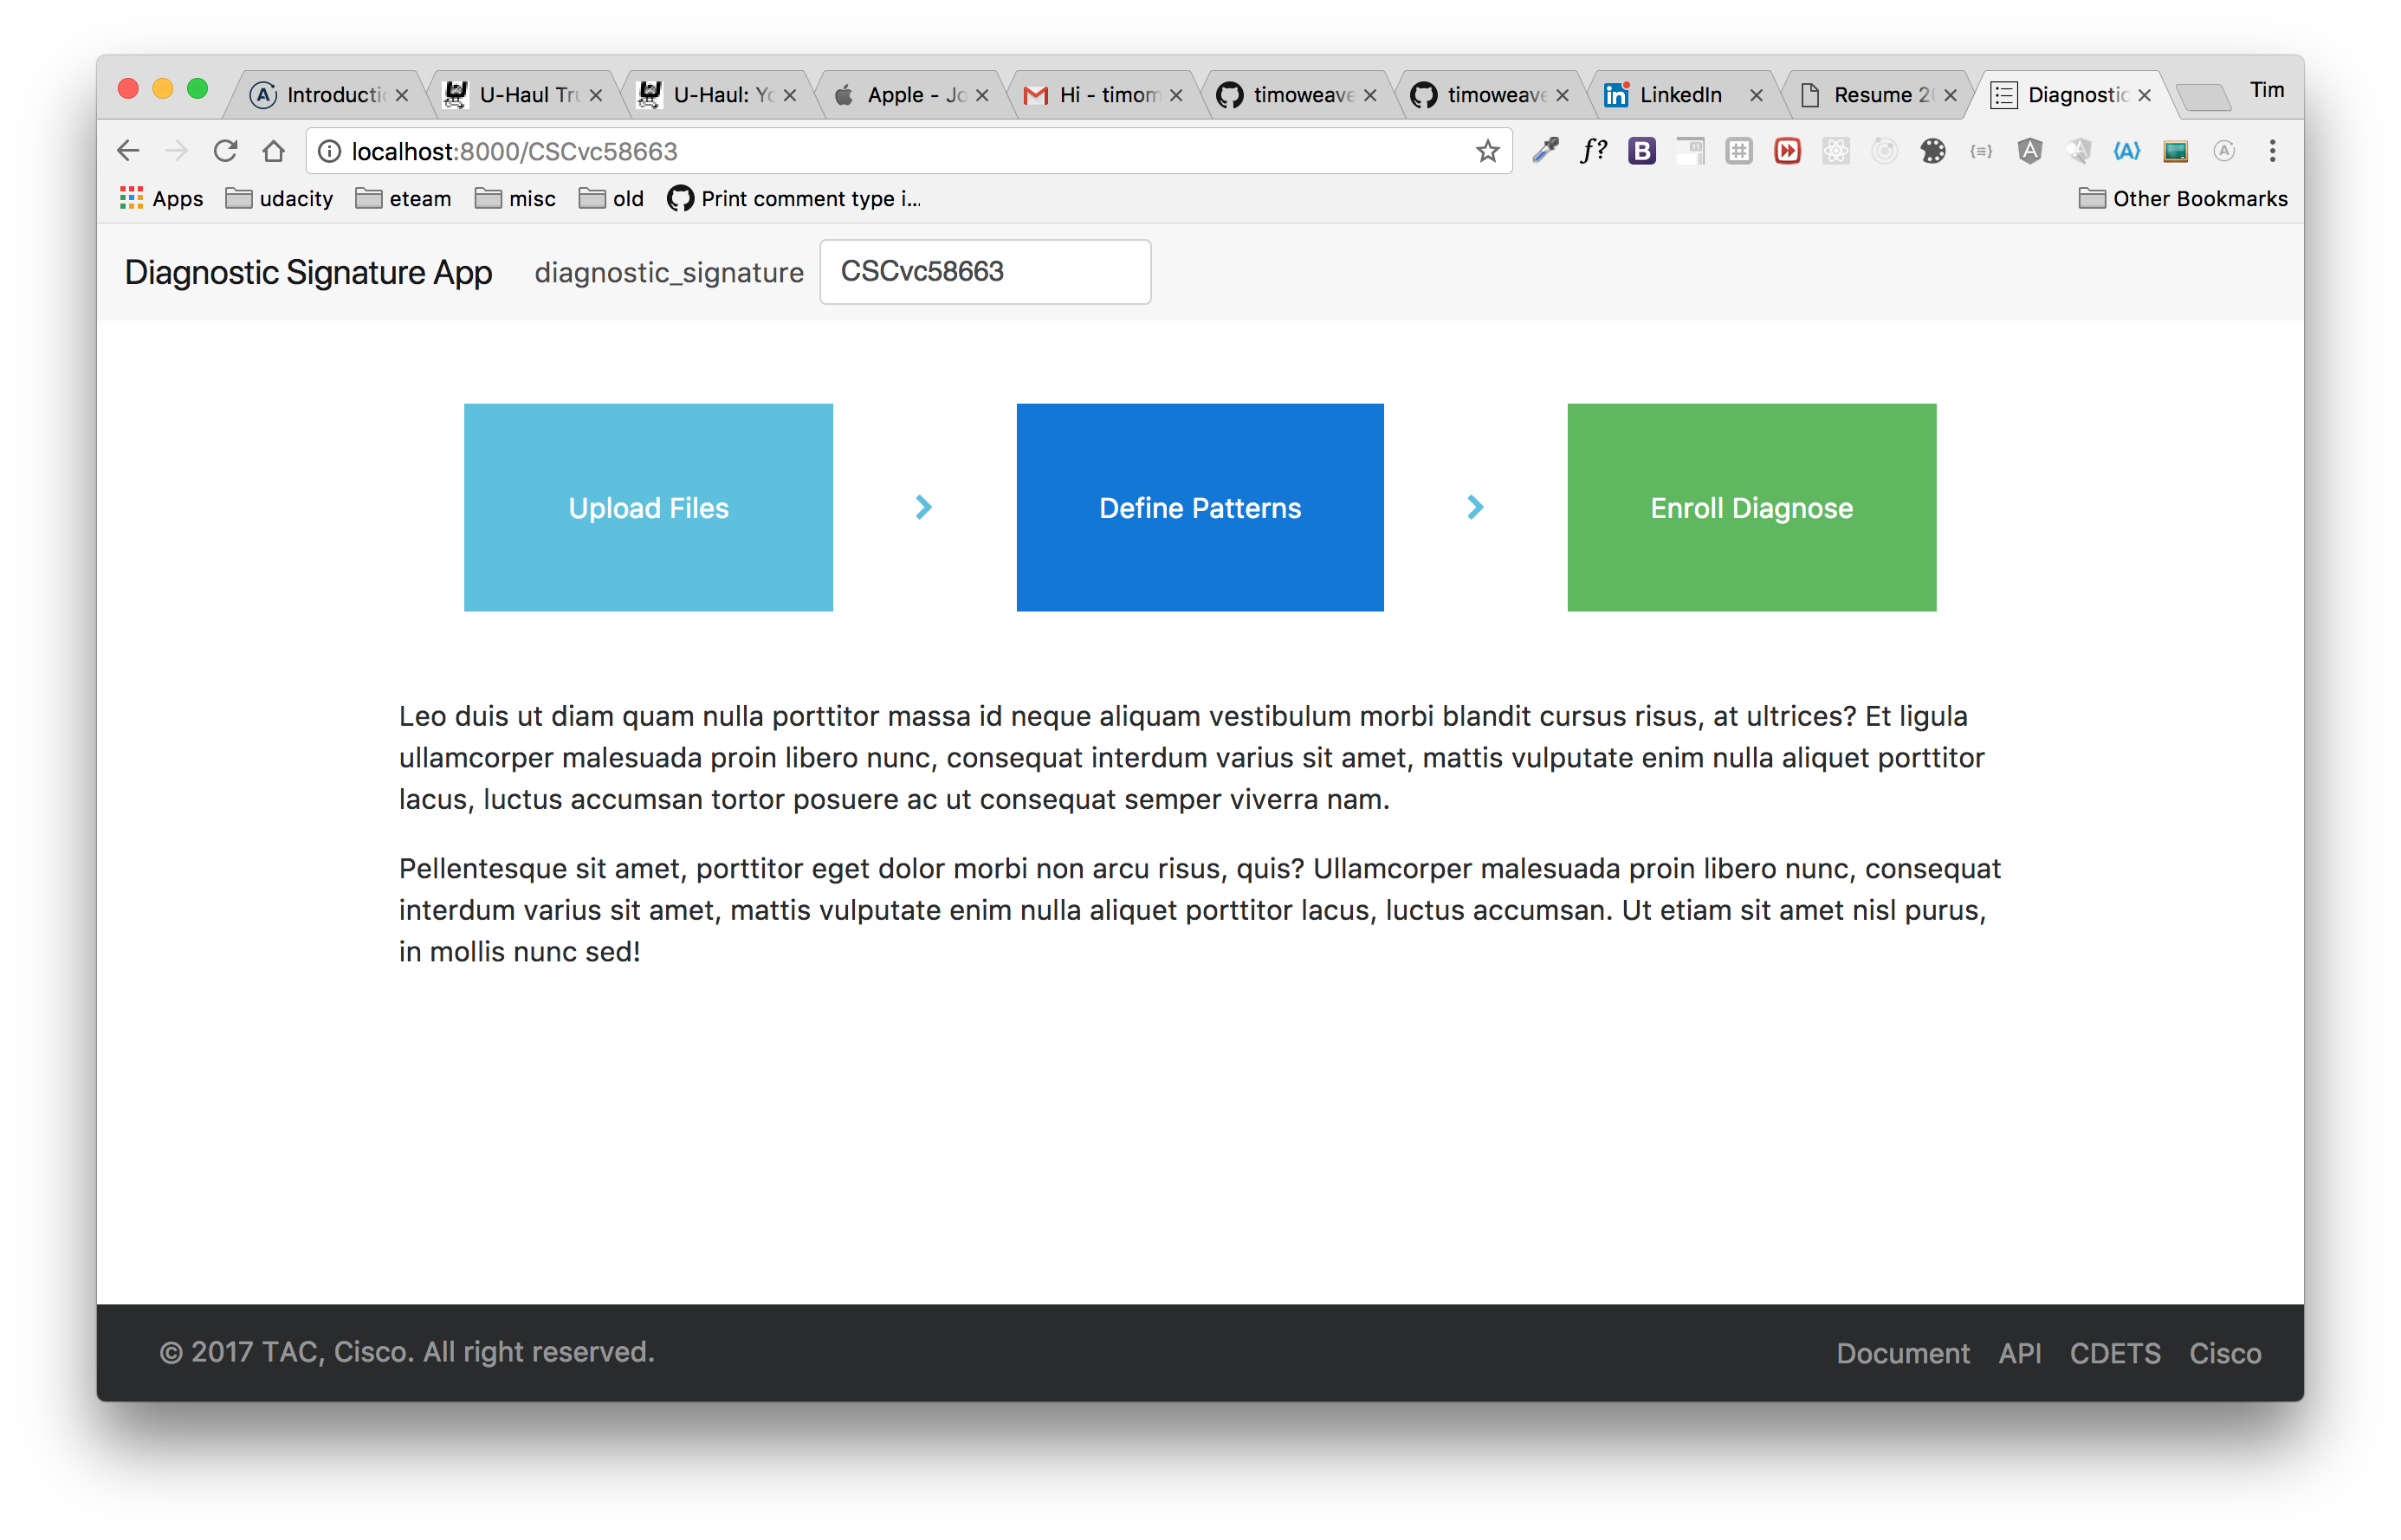 Introducti
U-Haul Tru
U-Haul: Yo
Apple - Jo
Hi - timom
timoweave
timoweave
LinkedIn
Resume 20
Diagnostic
Tim
localhost:8000/CSCvc58663
Apps
udacity
eteam
misc
old
Print comment type i...
Other Bookmarks
Diagnostic Signature App
diagnostic_signature
CSCvc58663
Upload Files
Define Patterns
Enroll Diagnose
Leo duis ut diam quam nulla porttitor massa id neque aliquam vestibulum morbi blandit cursus risus, at ultrices? Et ligula
ullamcorper malesuada proin libero nunc, consequat interdum varius sit amet, mattis vulputate enim nulla aliquet porttitor
lacus, luctus accumsan tortor posuere ac ut consequat semper viverra nam.
Pellentesque sit amet, porttitor eget dolor morbi non arcu risus, quis? Ullamcorper malesuada proin libero nunc, consequat
interdum varius sit amet, mattis vulputate enim nulla aliquet porttitor lacus, luctus accumsan. Ut etiam sit amet nisl purus,
in mollis nunc sed!
© 2017 TAC, Cisco. All right reserved.
Document API CDETS Cisco